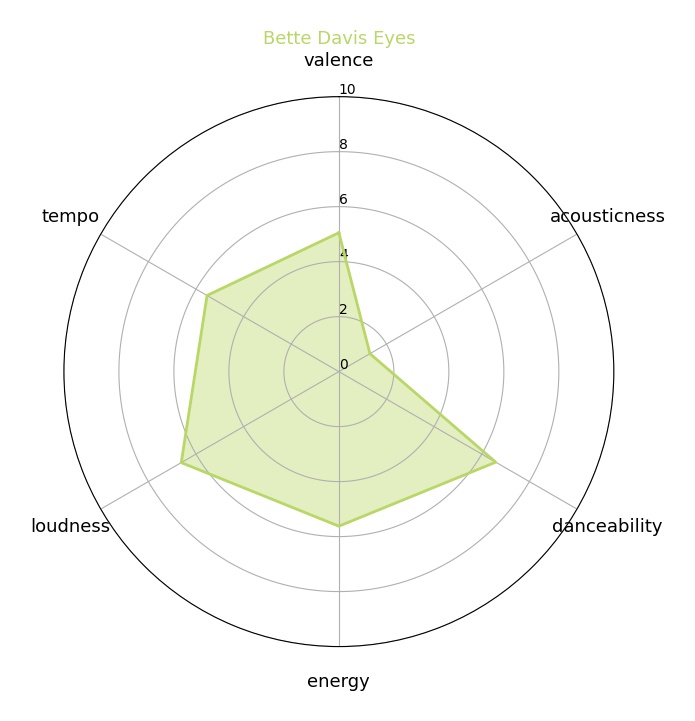 Bette Davis Eyes
valence
10
8
6
4
2
0
tempo
acousticness
loudness
danceability
energy